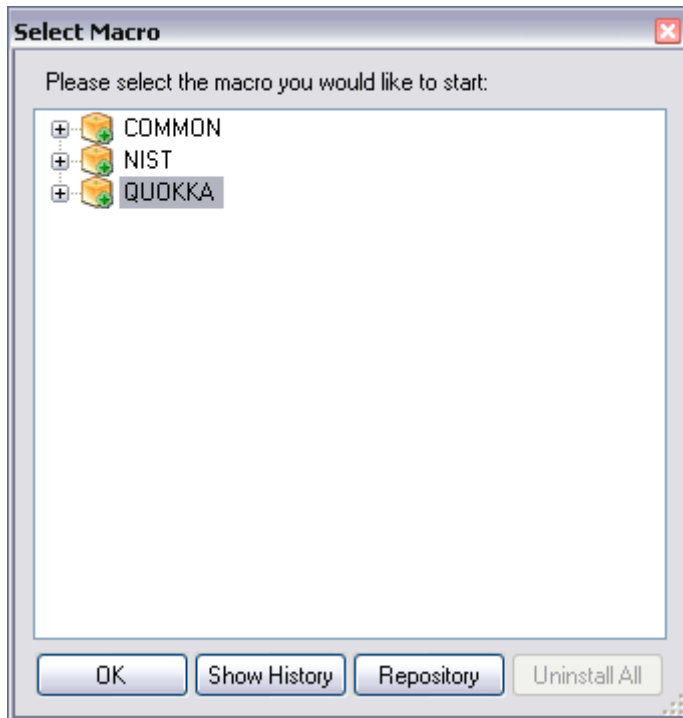 Select Macro
Please select the macro you would like to start:
COMMON
NIST
QUOKKA
OK Show History Repository Uninstall All